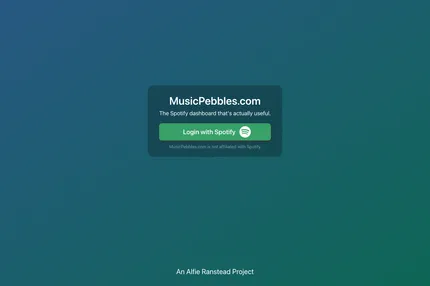 MusicPebbles.com
The Spotify dashboard that's actually useful.
Login with Spotify
MusicPebbles.com is not affiliated with Spotify.
An Alfie Ranstead Project